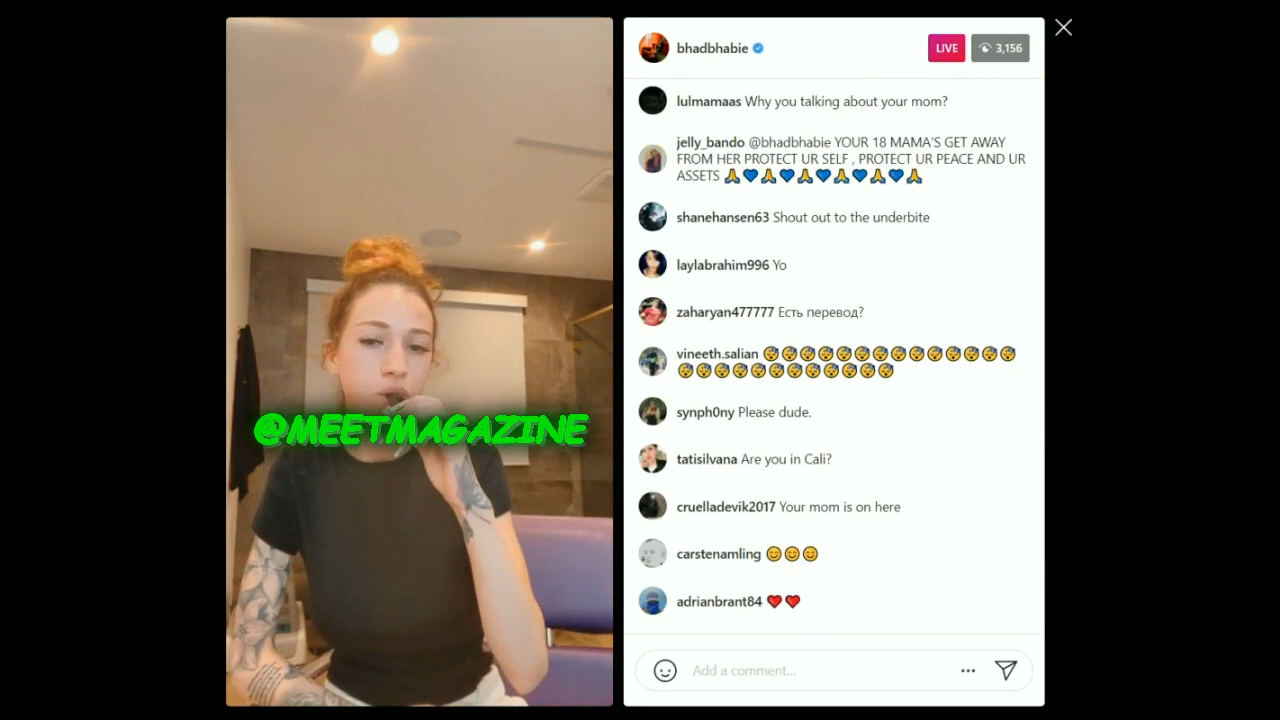 bhadbhabie
LIVE
3,156
lulmamaas Why you talking about your mom?
jelly_bando @bhadbhabie YOUR 18 MAMA'S GET AWAY
FROM HER PROTECT UR SELF , PROTECT UR PEACE AND UR
ASSETS 🙏💙🙏💙🙏💙🙏💙🙏💙🙏
shanehansen63 Shout out to the underbite
laylabrahim996 Yo
zaharyan477777 Есть перевод?
vineeth.salian 😴😴😴😴😴😴😴😴😴😴😴😴😴😴
😴😴😴😴😴😴😴😴😴😴😴😴
synph0ny Please dude.
@MEETMAGAZINE
tatisilvana Are you in Cali?
cruelladevik2017 Your mom is on here
carstenamling 😊😊😊
adrianbrant84 ❤️❤️
Add a comment...